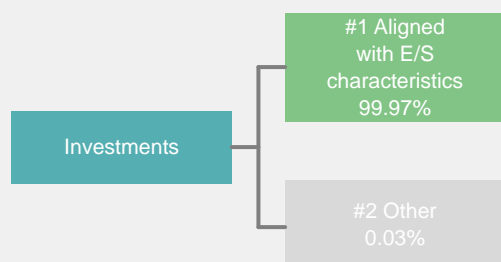 #1 Aligned
with E/S
characteristics
99.97%
Investments
#2 Other
0.03%